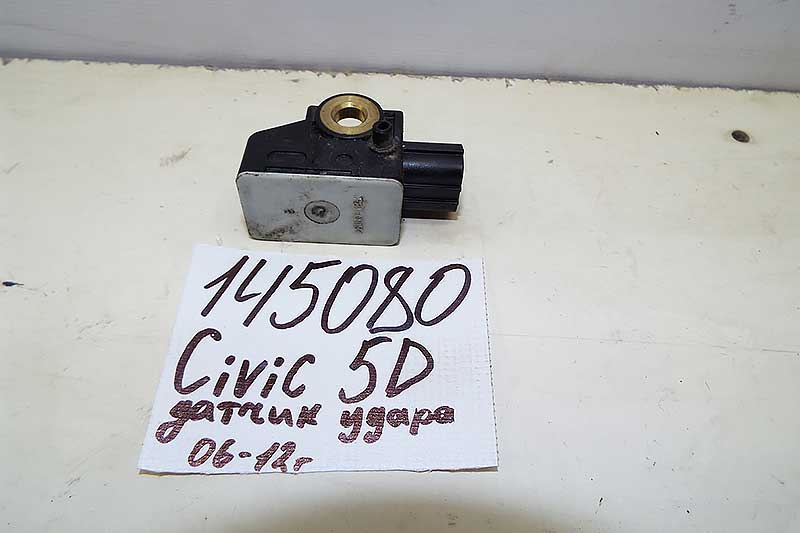 145080
Civic 5D
датчик удара
06-12г